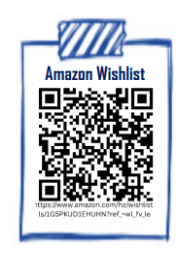 Amazon Wishlist
https://www.amazon.com/hz/wishlist
ls/1G5PKUD1EHUHN?ref_=wl_fv_le